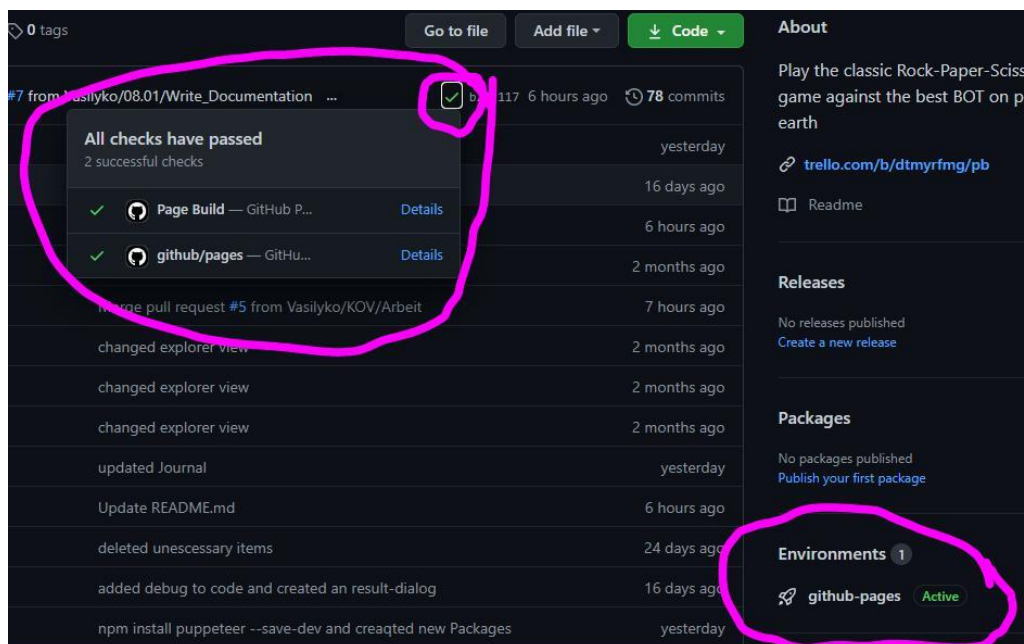 0 tags
Go to file
Add file
Code
#7 from Vasilyko/08.01/Write_Documentation ...
117 6 hours ago
78 commits
All checks have passed
2 successful checks
Page Build — GitHub P...
Details
github/pages — GitHu...
Details
yesterday
16 days ago
6 hours ago
2 months ago
Merge pull request #5 from Vasilyko/KOV/Arbeit
7 hours ago
changed explorer view
2 months ago
changed explorer view
2 months ago
changed explorer view
2 months ago
updated Journal
yesterday
Update README.md
6 hours ago
deleted unescessary items
24 days ago
added debug to code and created an result-dialog
16 days ago
npm install puppeteer --save-dev and creaqted new Packages
yesterday
About
Play the classic Rock-Paper-Sciss
game against the best BOT on p
earth
trello.com/b/dtmyrfmg/pb
Readme
Releases
No releases published
Create a new release
Packages
No packages published
Publish your first package
Environments 1
github-pages Active